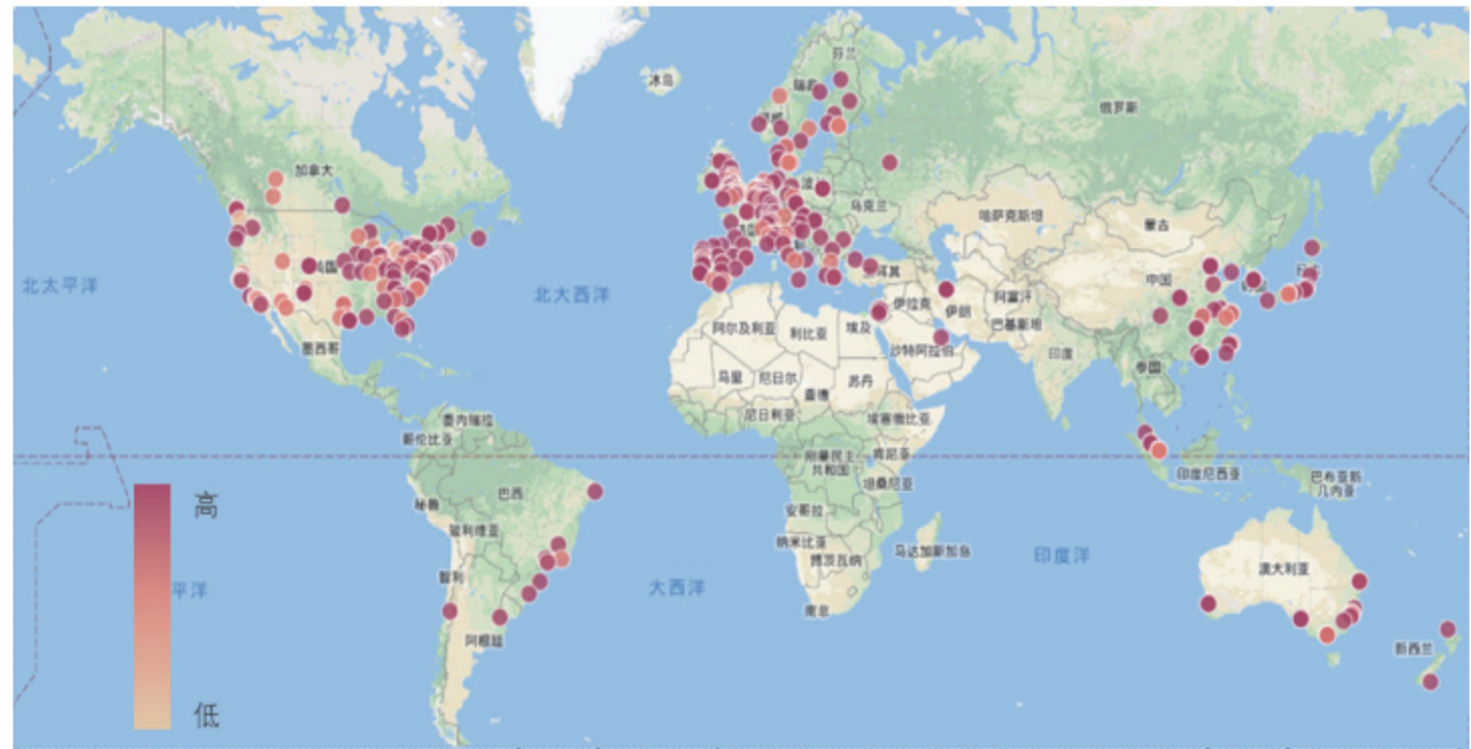 芬兰
冰岛
瑞典
俄罗斯
加拿大
乌克兰
哈萨克斯坦
蒙古
美国
北太平洋
北大西洋
中国
伊拉克
伊朗
阿富汗
巴基斯坦
阿尔及利亚
利比亚
埃及
沙特阿拉伯
印度
墨西哥
泰国
马里
尼日尔
苏丹
尼日利亚
埃塞俄比亚
委内瑞拉
哥伦比亚
刚果民主
共和国
肯尼亚
印度尼西亚
巴布亚新
几内亚
坦桑尼亚
巴西
秘鲁
高
安哥拉
玻利维亚
纳米比亚
博茨瓦纳
马达加斯加岛
印度洋
澳大利亚
智利
平洋
大西洋
南非
阿根廷
新西兰
低